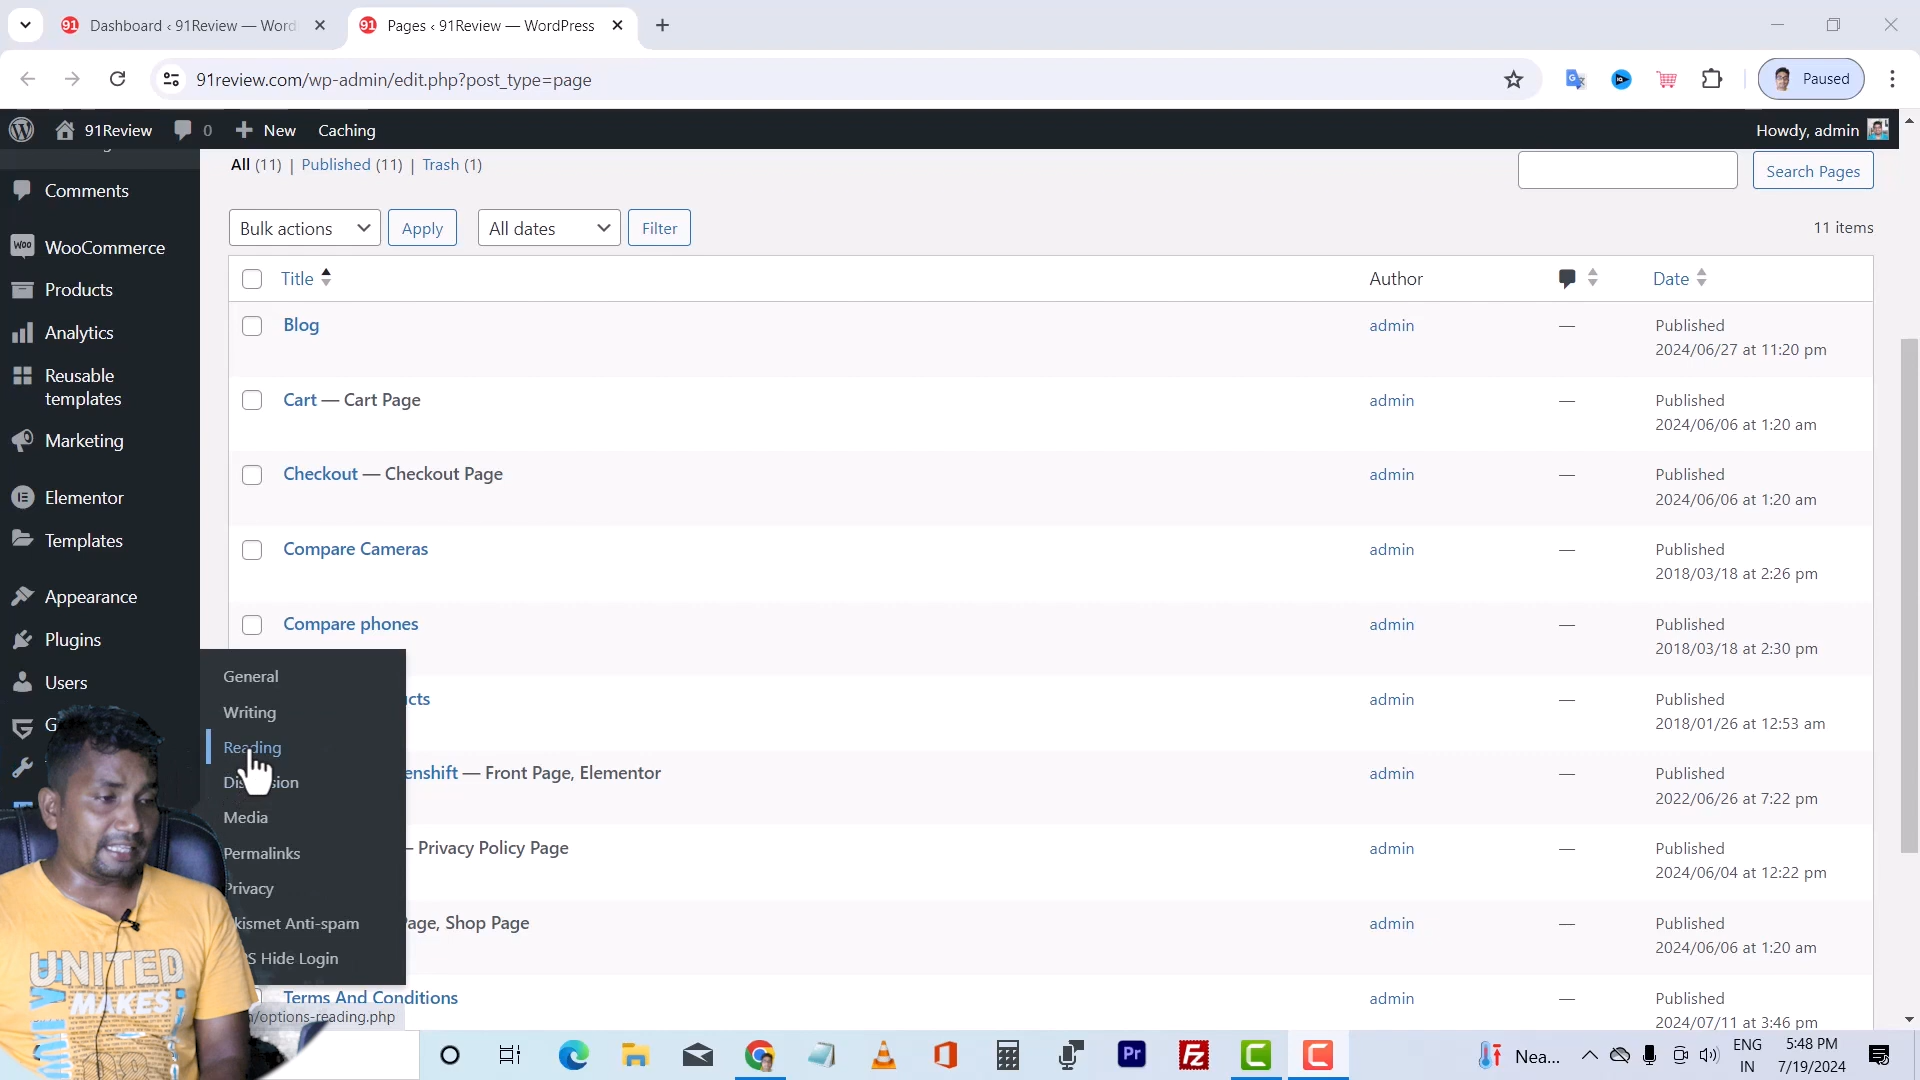 Dashboard ‹ 91Review — Word
Pages ‹ 91Review — WordPress
91review.com/wp-admin/edit.php?post_type=page
Paused
91Review
0
New
Caching
Howdy, admin
All (11) | Published (11) | Trash (1)
Search Pages
Bulk actions
Apply
All dates
Filter
11 items
Comments
WooCommerce
Products
Analytics
Reusable
templates
Marketing
Elementor
Templates
Appearance
Plugins
Users
G
General
Writing
Reading
Media
Permalinks
Privacy
kismet Anti-spam
S Hide Login
Title
Author
Date
Blog
admin
—
Published
2024/06/27 at 11:20 pm
Cart — Cart Page
admin
—
Published
2024/06/06 at 1:20 am
Checkout — Checkout Page
admin
—
Published
2024/06/06 at 1:20 am
Compare Cameras
admin
—
Published
2018/03/18 at 2:26 pm
Compare phones
admin
—
Published
2018/03/18 at 2:30 pm
cts
admin
—
Published
2018/01/26 at 12:53 am
enshift — Front Page, Elementor
admin
—
Published
2022/06/26 at 7:22 pm
— Privacy Policy Page
admin
—
Published
2024/06/04 at 12:22 pm
age, Shop Page
admin
—
Published
2024/06/06 at 1:20 am
Terms And Conditions
admin
—
Published
2024/07/11 at 3:46 pm
/options-reading.php
UNITED
MAKES
Nea...
ENG
IN
5:48 PM
7/19/2024